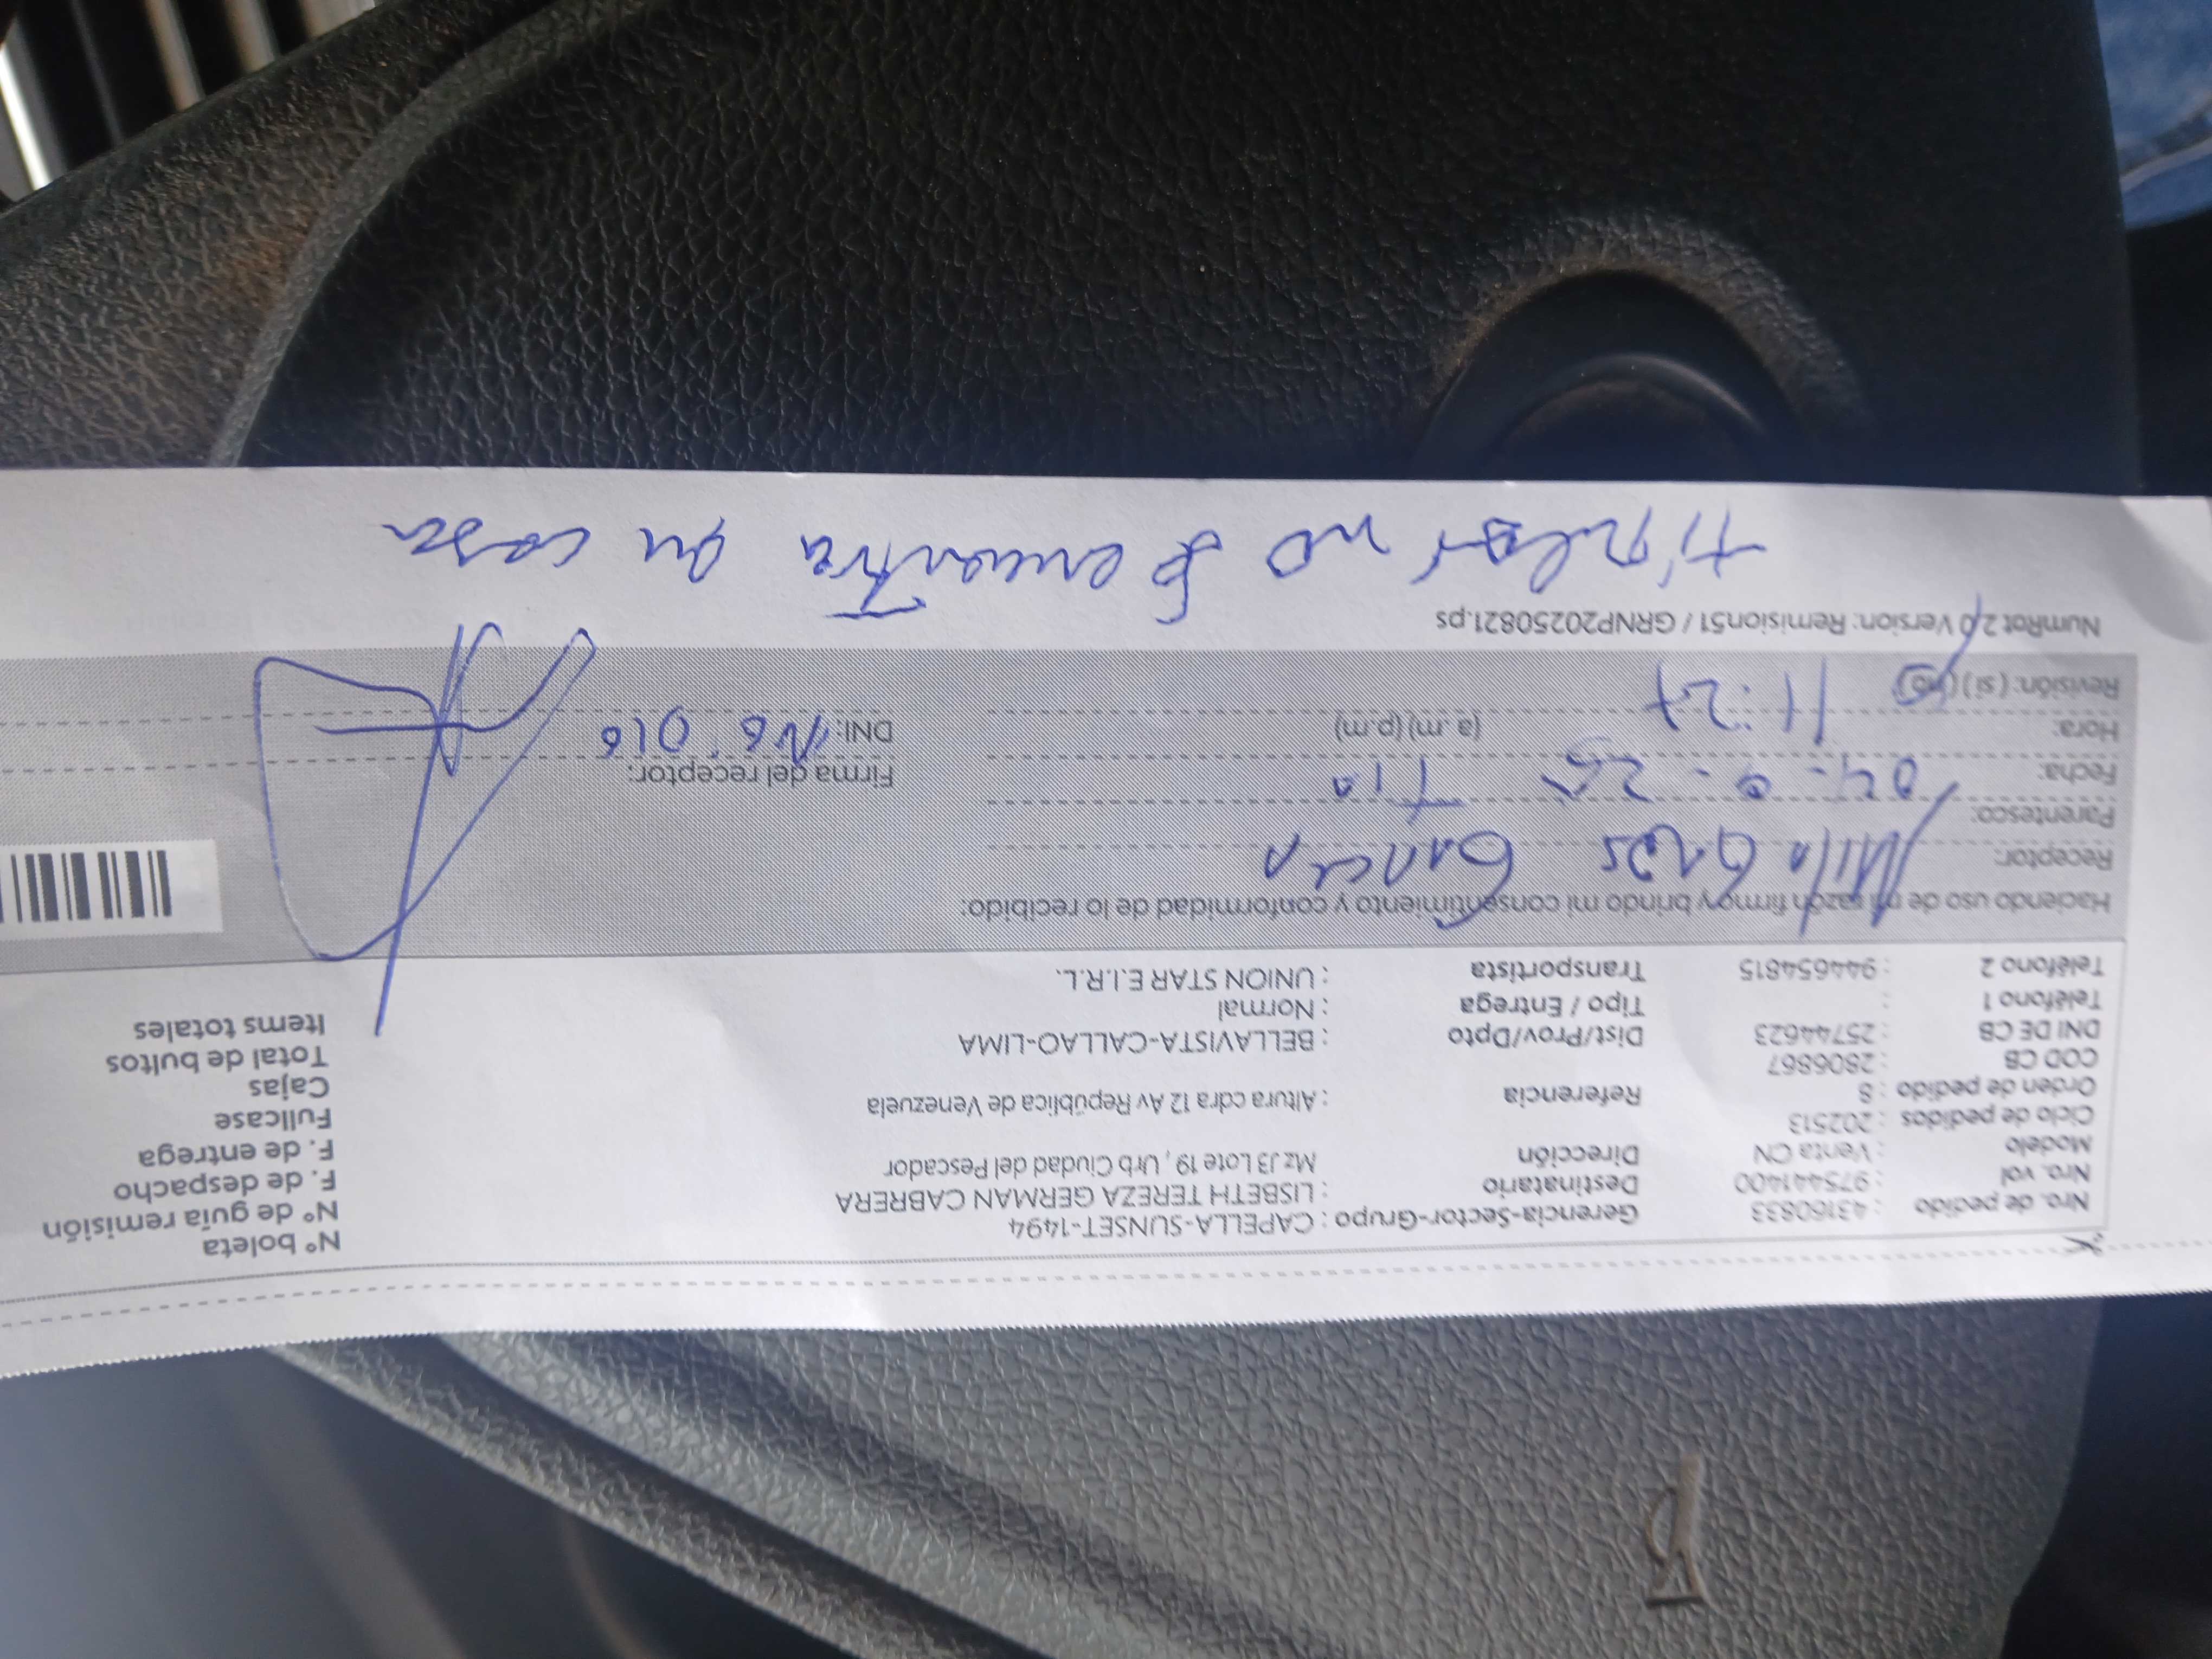 Nro. de pedido : 43160833 Gerencia-Sector-Grupo : CAPELLA-SUNSET-1494 N° boleta
Nro. vol : 975441400 Destinatario : LISBETH TEREZA GERMAN CABRERA N° de guía remisión
Modelo : Venta CN Dirección Mz J3 Lote 19 , Urb Ciudad del Pescador F. de despacho
Ciclo de pedidos : 202513 F. de entrega
Orden de pedido : 8 Referencia : Altura cdra 12 Av República de Venezuela Fullcase
COD CB : 2806867 Cajas
DNI DE CB : 25744623 Dist/Prov/Dpto : BELLAVISTA-CALLAO-LIMA Total de bultos
Teléfono 1 : Tipo / Entrega : Normal Items totales
Teléfono 2 : 944654815 Transportista : UNION STAR E.I.R.L.
Haciendo uso de mi razón firmo y brindo mi consentimiento y conformidad de lo recibido:
Receptor: Milagros Garcia
Parentesco: Tia Firma del receptor:
Fecha: 04-9-25 DNI: No Dio
Hora: 11:27 (a .m) (p.m)
Revisión: ( si ) ( no )
NumRot 2.0 Version: Remision51 / GRNP20250821.ps
no se encuentra en casa